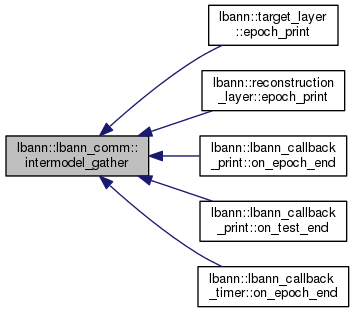 lbann::target_layer
::epoch_print
lbann::reconstruction
_layer::epoch_print
lbann::lbann_comm::
intermodel_gather
lbann::lbann_callback
_print::on_epoch_end
lbann::lbann_callback
_print::on_test_end
lbann::lbann_callback
_timer::on_epoch_end